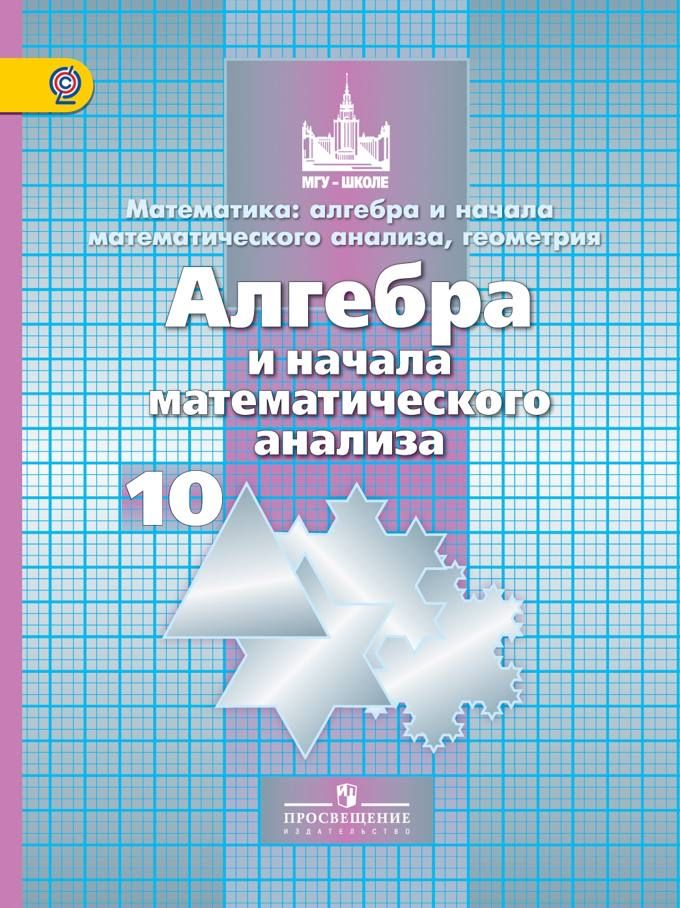 МГУ - ШКОЛЕ
Математика: алгебра и начала
математического анализа, геометрия
Алгебра
и начала
математического
анализа
10
ПРОСВЕЩЕНИЕ
ИЗДАТЕЛЬСТВО